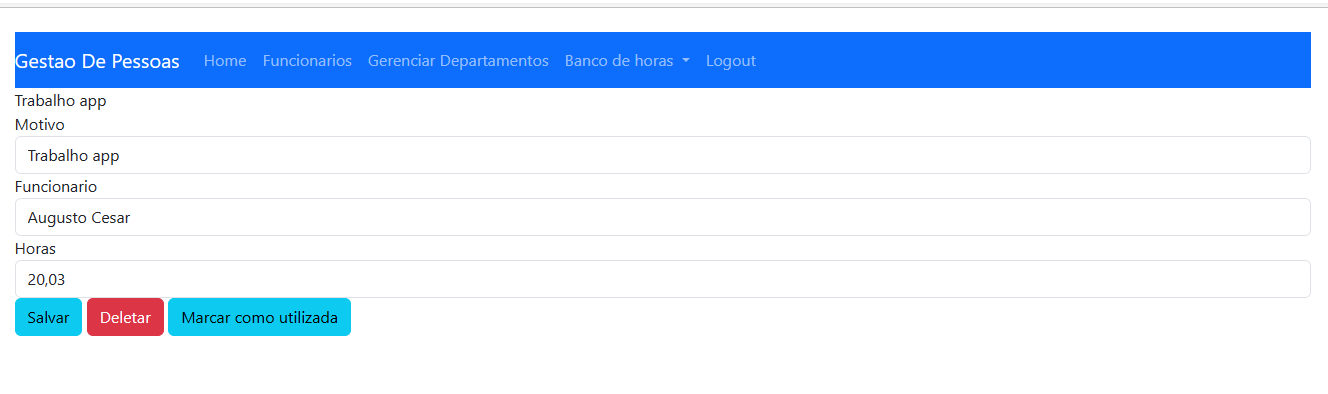 Gestao De Pessoas Home Funcionarios Gerenciar Departamentos Banco de horas Logout
Trabalho app
Motivo
Trabalho app
Funcionario
Augusto Cesar
Horas
20,03
Salvar Deletar Marcar como utilizada